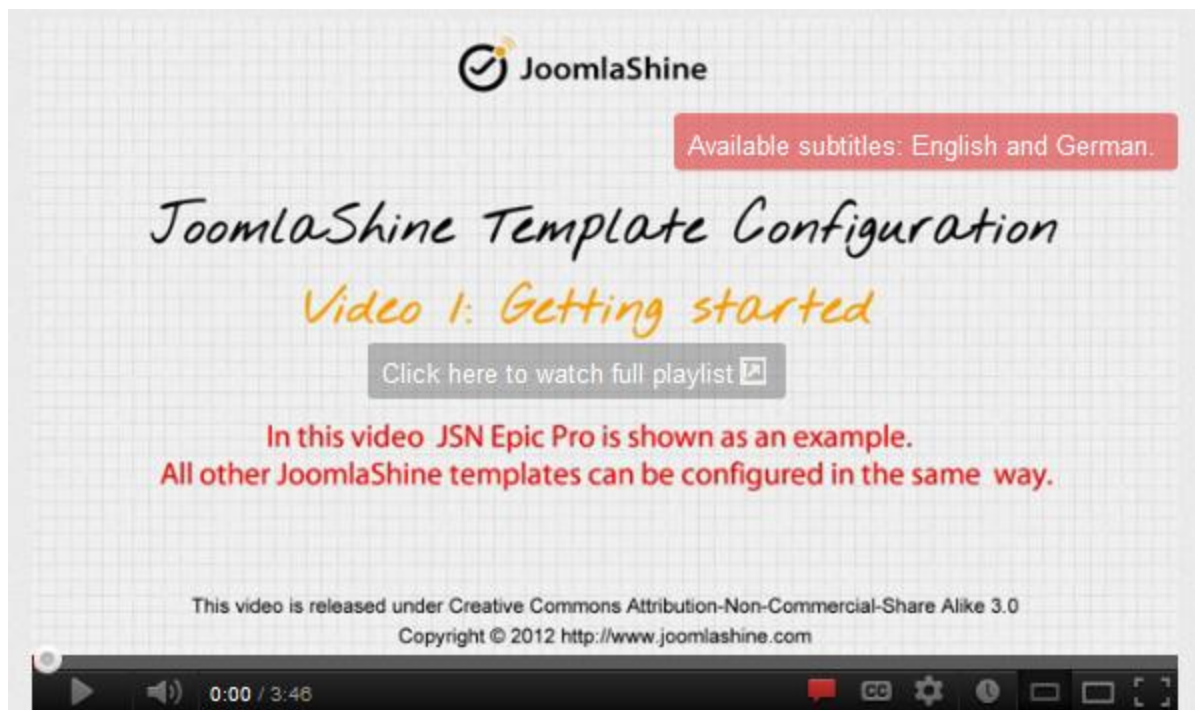 JoomlaShine
Available subtitles: English and German.
JoomlaShine Template Configuration
Video 1: Getting started
Click here to watch full playlist
In this video JSN Epic Pro is shown as an example.
All other JoomlaShine templates can be configured in the same way.
This video is released under Creative Commons Attribution-Non-Commercial-Share Alike 3.0
Copyright © 2012 http://www.joomlashine.com
0:00 / 3:46 CC